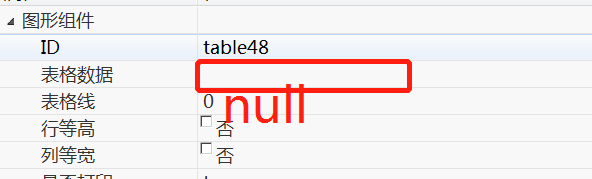 图形组件
ID table48
表格数据
表格线 0
null
行等高 否
列等宽 否